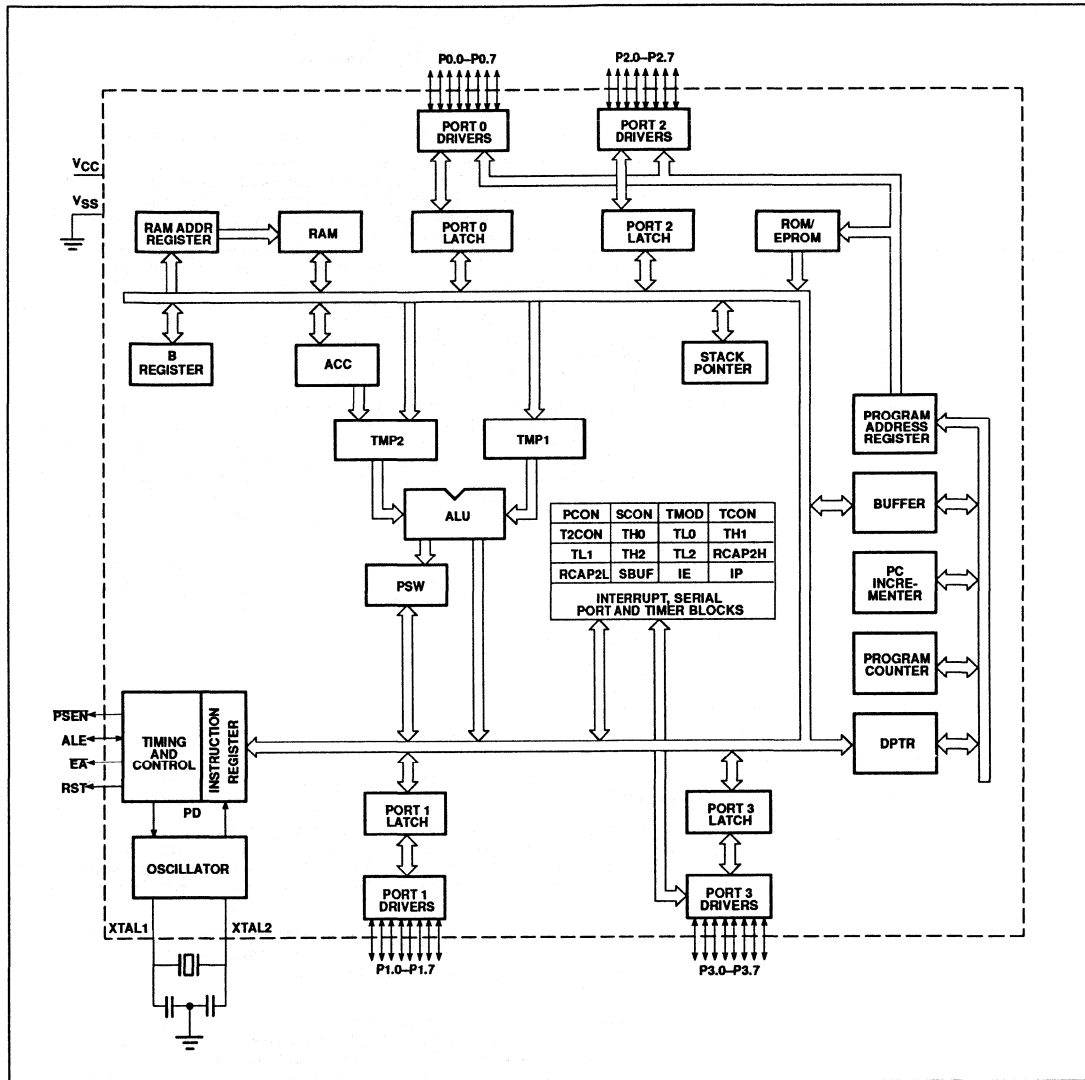 P0.0–P0.7
P2.0–P2.7
PORT 0
DRIVERS
PORT 2
DRIVERS
VCC
VSS
RAM ADDR
REGISTER
RAM
PORT 0
LATCH
PORT 2
LATCH
ROM/
EPROM
B
REGISTER
ACC
STACK
POINTER
TMP2
TMP1
PROGRAM
ADDRESS
REGISTER
ALU
BUFFER
PCON SCON TMOD TCON
T2CON TH0 TL0 TH1
TL1 TH2 TL2 RCAP2H
RCAP2L SBUF IE IP
INTERRUPT, SERIAL
PORT AND TIMER BLOCKS
PSW
PC
INCRE-
MENTER
PROGRAM
COUNTER
DPTR
PSEN
ALE
EA
RST
TIMING
AND
CONTROL
INSTRUCTION
REGISTER
PD
OSCILLATOR
PORT 1
LATCH
PORT 3
LATCH
PORT 1
DRIVERS
PORT 3
DRIVERS
XTAL1
XTAL2
P1.0–P1.7
P3.0–P3.7